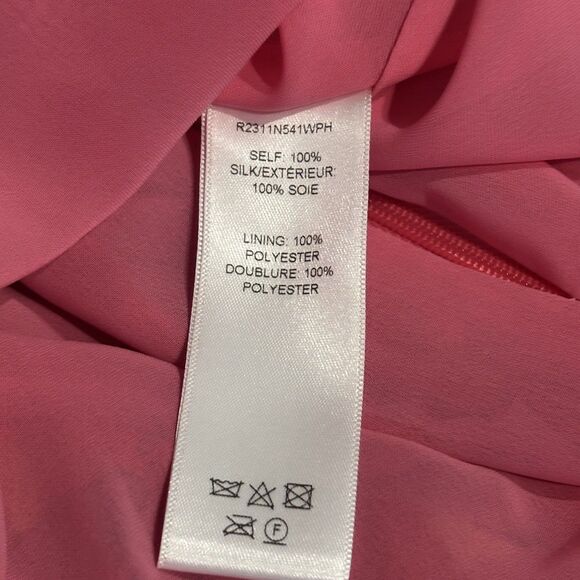 R2311N541WPH
SELF: 100%
SILK/EXTÉRIEUR:
100% SOIE
LINING: 100%
POLYESTER
DOUBLURE: 100%
POLYESTER
F